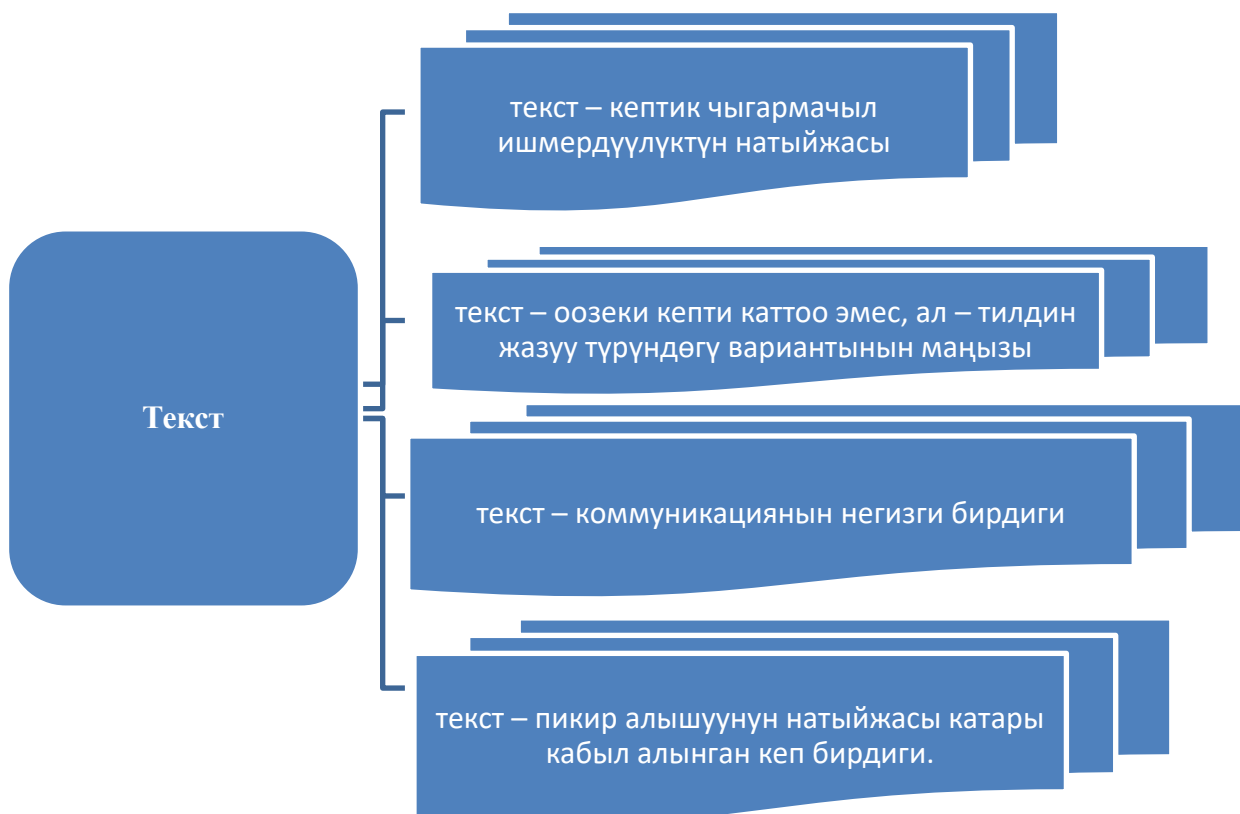 Текст
текст – кептик чыгармачыл
ишмердүүлүктүн натыйжасы
текст – оозеки кепти каттоо эмес, ал – тилдин
жазуу түрүндөгү вариантынын маңызы
текст – коммуникациянын негизги бирдиги
текст – пикир алышуунун натыйжасы катары
кабыл алынган кеп бирдиги.